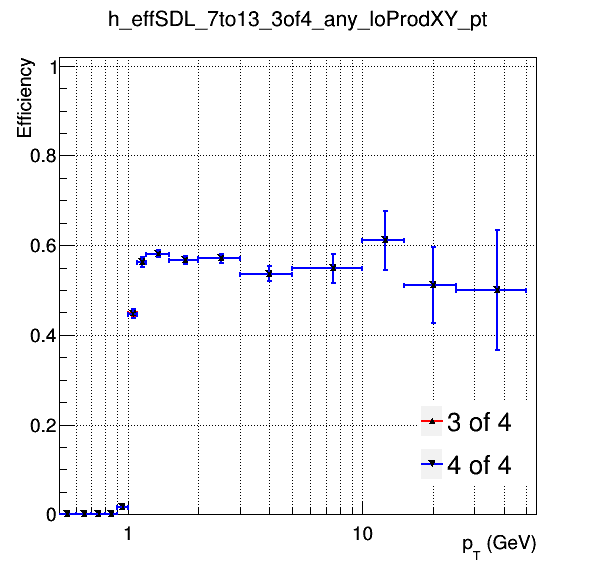 h_effSDL_7to13_3of4_any_loProdXY_pt
Efficiency
1
0.8
0.6
0.4
0.2
0
3 of 4
4 of 4
1
10
p_T (GeV)